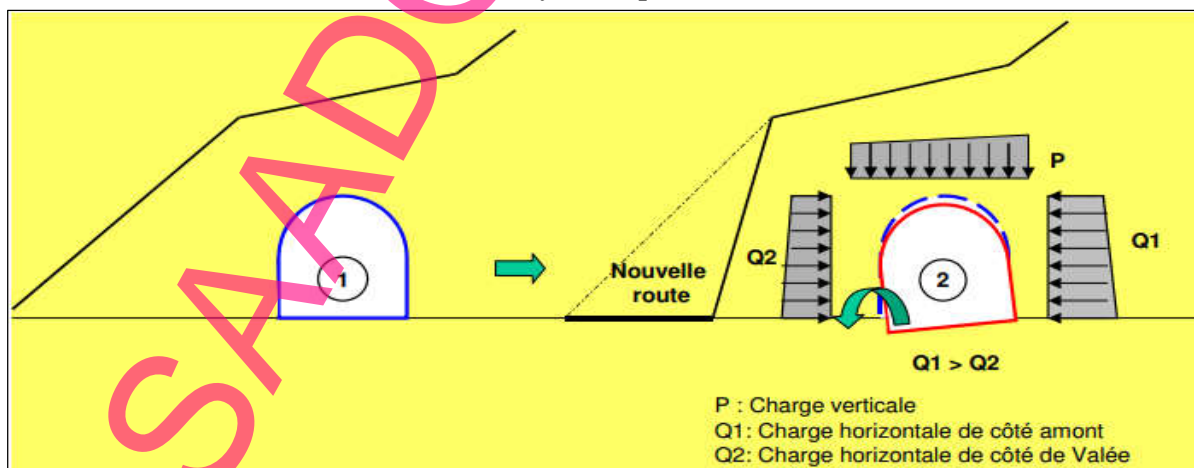 SAADO
1
Nouvelle
route
P
Q2
2
Q1
Q1 > Q2
P : Charge verticale
Q1: Charge horizontale de côté amont
Q2: Charge horizontale de côté de Valée